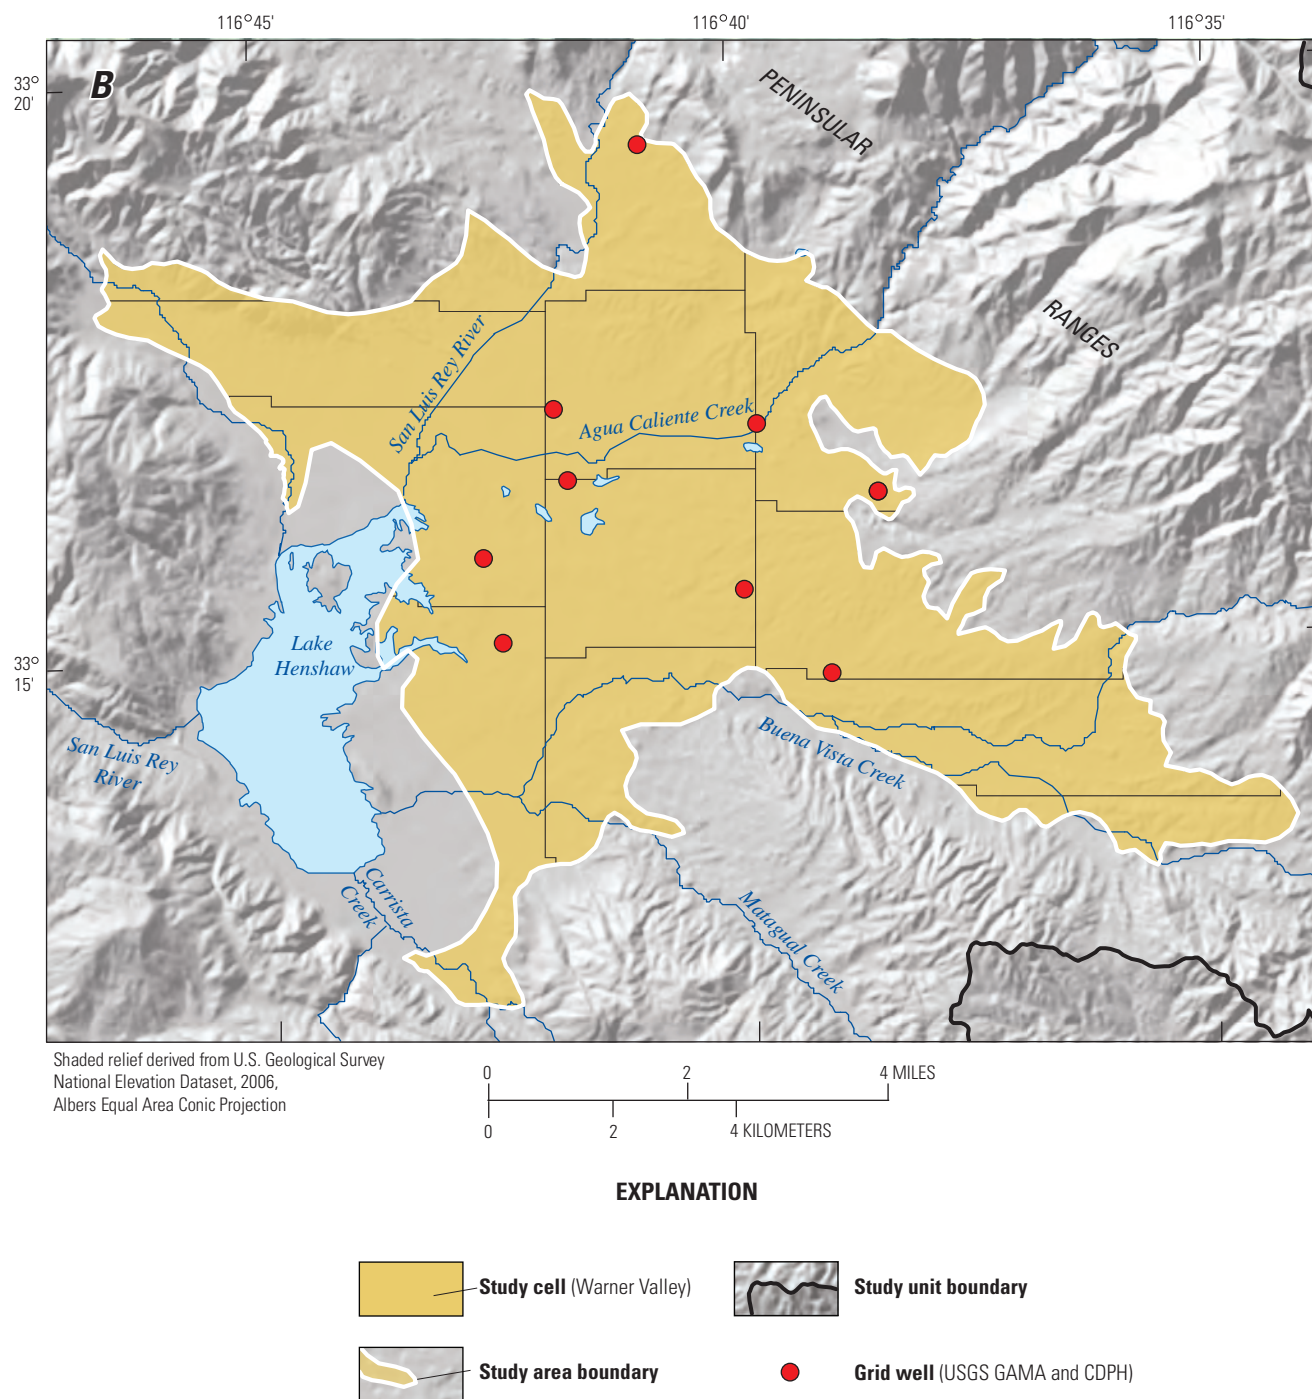 116°45'
116°40'
116°35'
33°
20'
B
PENINSULAR
RANGES
San Luis Rey River
Agua Caliente Creek
Lake
Henshaw
33°
15'
San Luis Rey
River
Buena Vista Creek
Carrista
Creek
Matagual Creek
Shaded relief derived from U.S. Geological Survey
National Elevation Dataset, 2006,
Albers Equal Area Conic Projection
0 2 4 MILES
0 2 4 KILOMETERS
EXPLANATION
Study cell (Warner Valley)
Study unit boundary
Study area boundary
Grid well (USGS GAMA and CDPH)